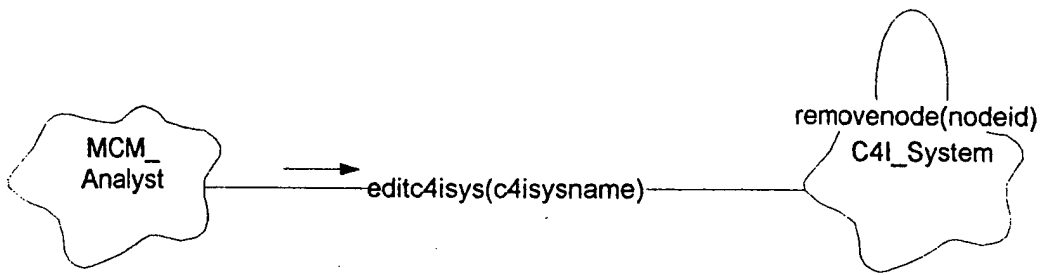 removenode(nodeid)
MCM_
Analyst
C4I_System
editc4isys(c4isysname)